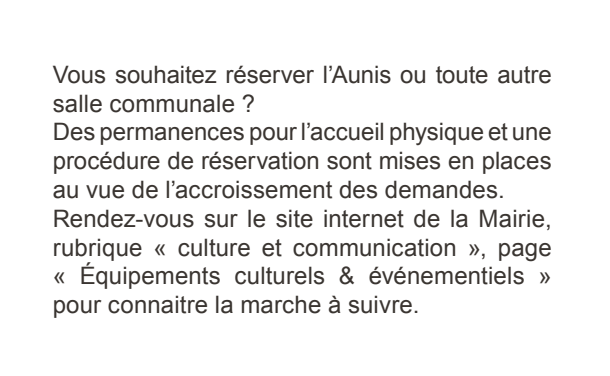 Vous souhaitez réserver l’Aunis ou toute autre
salle communale ?
Des permanences pour l’accueil physique et une
procédure de réservation sont mises en places
au vue de l’accroissement des demandes.
Rendez-vous sur le site internet de la Mairie,
rubrique « culture et communication », page
« Équipements culturels & événementiels »
pour connaitre la marche à suivre.